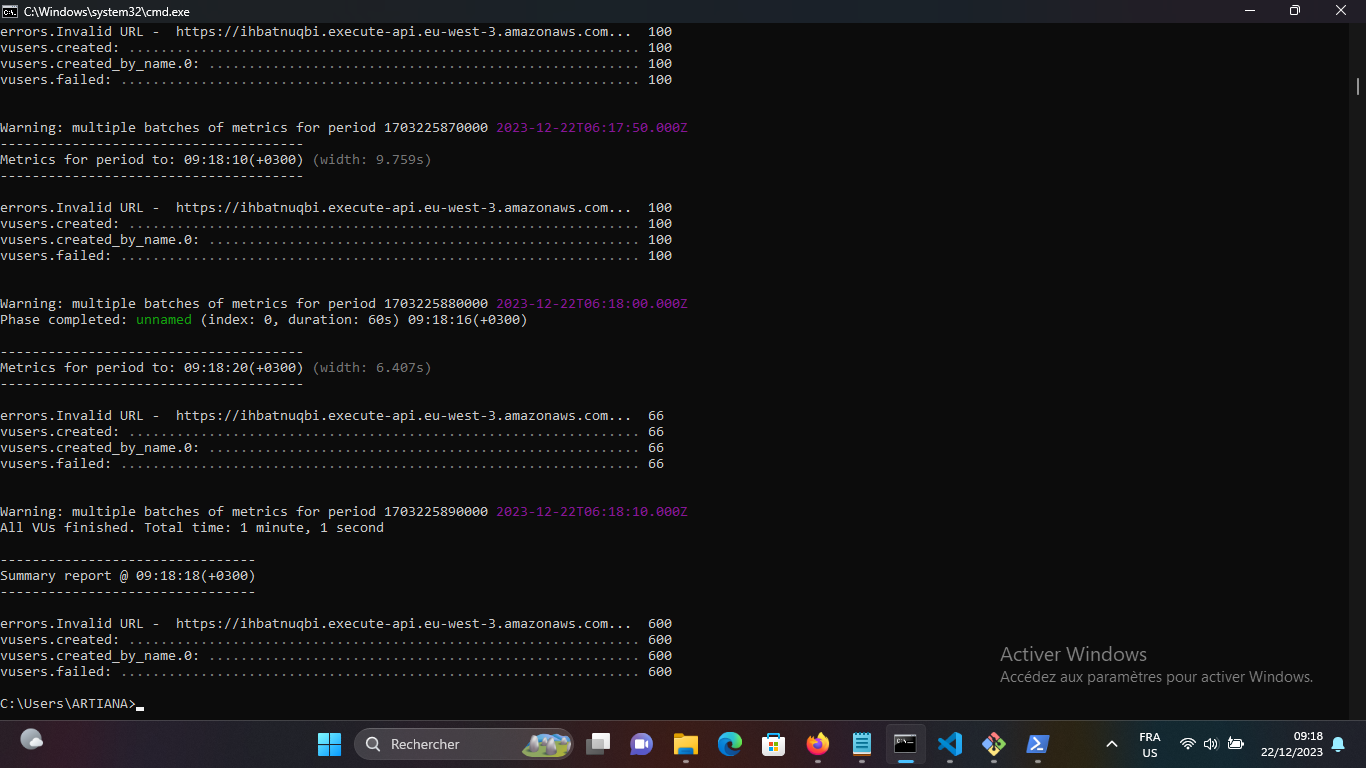 C:\Windows\system32\cmd.exe
errors.Invalid URL -  https://ihbatnuqbi.execute-api.eu-west-3.amazonaws.com...  100
vusers.created: ................................................................ 100
vusers.created_by_name.0: ...................................................... 100
vusers.failed: ................................................................. 100
Warning: multiple batches of metrics for period 1703225870000 2023-12-22T06:17:50.000Z
--------------------------------------
Metrics for period to: 09:18:10(+0300) (width: 9.759s)
--------------------------------------
errors.Invalid URL -  https://ihbatnuqbi.execute-api.eu-west-3.amazonaws.com...  100
vusers.created: ................................................................ 100
vusers.created_by_name.0: ...................................................... 100
vusers.failed: ................................................................. 100
Warning: multiple batches of metrics for period 1703225880000 2023-12-22T06:18:00.000Z
Phase completed: unnamed (index: 0, duration: 60s) 09:18:16(+0300)
--------------------------------------
Metrics for period to: 09:18:20(+0300) (width: 6.407s)
--------------------------------------
errors.Invalid URL -  https://ihbatnuqbi.execute-api.eu-west-3.amazonaws.com...  66
vusers.created: ................................................................ 66
vusers.created_by_name.0: ...................................................... 66
vusers.failed: ................................................................. 66
Warning: multiple batches of metrics for period 1703225890000 2023-12-22T06:18:10.000Z
All VUs finished. Total time: 1 minute, 1 second
--------------------------------
Summary report @ 09:18:18(+0300)
--------------------------------
errors.Invalid URL -  https://ihbatnuqbi.execute-api.eu-west-3.amazonaws.com...  600
vusers.created: ................................................................ 600
vusers.created_by_name.0: ...................................................... 600
vusers.failed: ................................................................. 600
C:\Users\ARTIANA>
Activer Windows
Accédez aux paramètres pour activer Windows.
Rechercher
FRA
US
09:18
22/12/2023